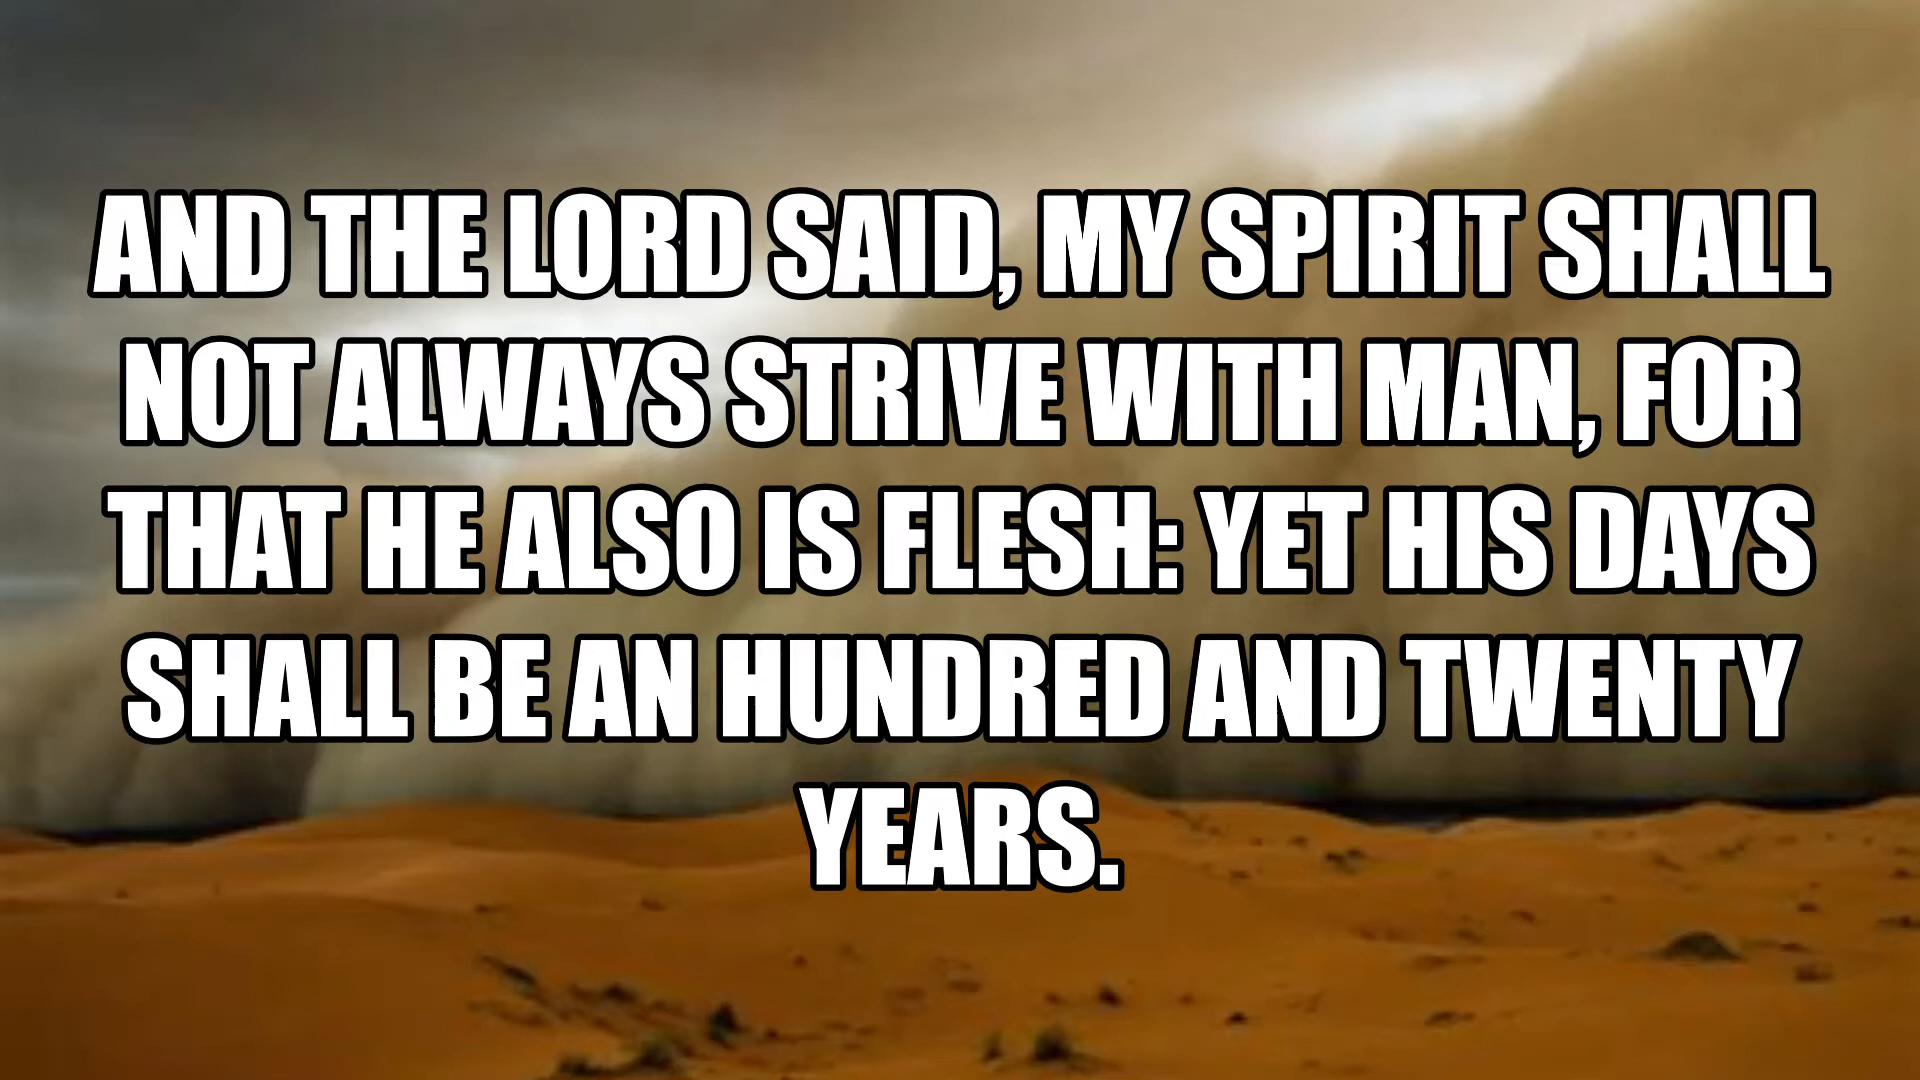 AND THE LORD SAID, MY SPIRIT SHALL
NOT ALWAYS STRIVE WITH MAN, FOR
THAT HE ALSO IS FLESH: YET HIS DAYS
SHALL BE AN HUNDRED AND TWENTY
YEARS.